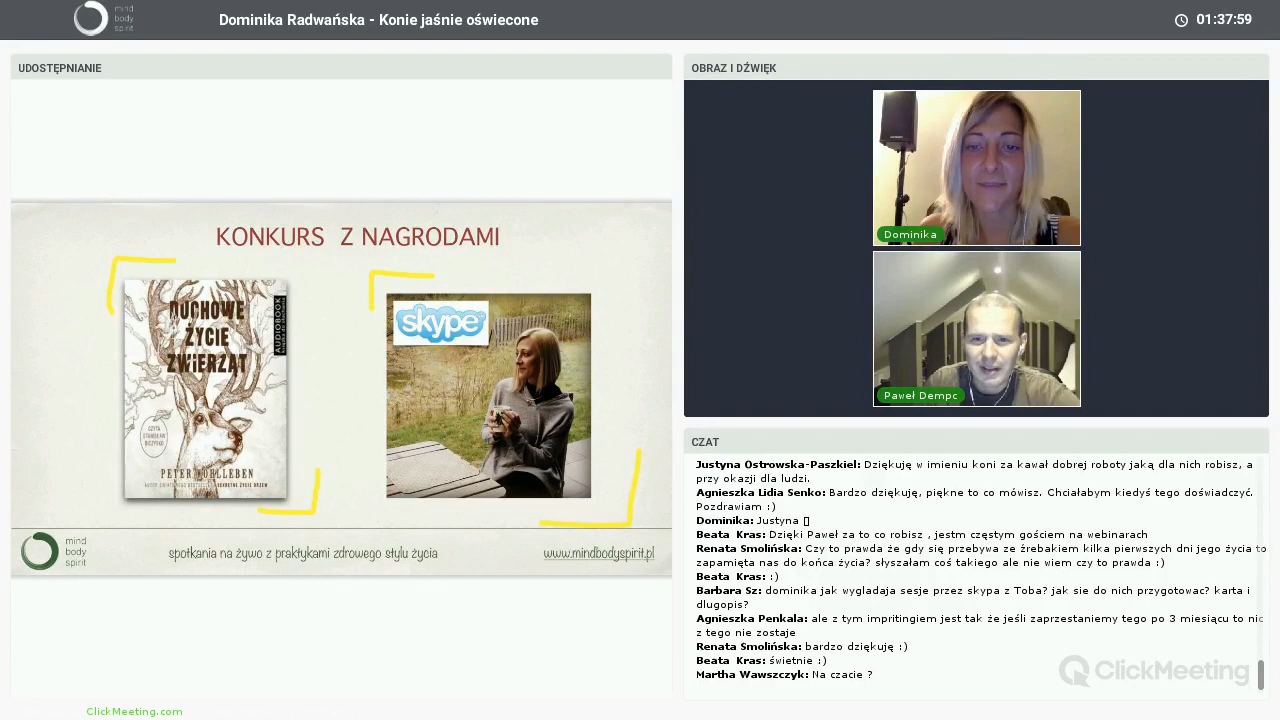 mind
body
spirit
Dominika Radwańska - Konie jaśnie oświecone
01:37:59
UDOSTĘPNIANIE
KONKURS Z NAGRODAMI
DUCHOWE
ŻYCIE
ZWIERZĄT
AUDIOBOOK
CZYTA
STANISŁAW
BICZYSKO
PETER WOHLLEBEN
SEKRETNE ŻYCIE DRZEW
skype
mind
body
spirit
spotkania na żywo z praktykami zdrowego stylu życia
www.mindbodyspirit.pl
OBRAZ I DŹWIĘK
Dominika
Paweł Dempc
CZAT
Justyna Ostrowska-Paszkiel: Dziękuję w imieniu koni za kawał dobrej roboty jaką dla nich robisz, a
przy okazji dla ludzi.
Agnieszka Lidia Senko: Bardzo dziękuję, piękne to co mówisz. Chciałabym kiedyś tego doświadczyć.
Pozdrawiam :)
Dominika: Justyna
Beata Kras: Dzięki Paweł za to co robisz , jestm częstym gościem na webinarach
Renata Smolińska: Czy to prawda że gdy się przebywa ze źrebakiem kilka pierwszych dni jego życia to
zapamięta nas do końca życia? słyszałam coś takiego ale nie wiem czy to prawda :)
Beata Kras: :)
Barbara Sz: dominika jak wygladaja sesje przez skypa z Toba? jak sie do nich przygotowac? karta i
dlugopis?
Agnieszka Penkala: ale z tym impritingiem jest tak że jeśli zaprzestaniemy tego po 3 miesiącu to nic
z tego nie zostaje
Renata Smolińska: bardzo dziękuję :)
Beata Kras: świetnie :)
Martha Wawszczyk: Na czacie ?
ClickMeeting
ClickMeeting.com